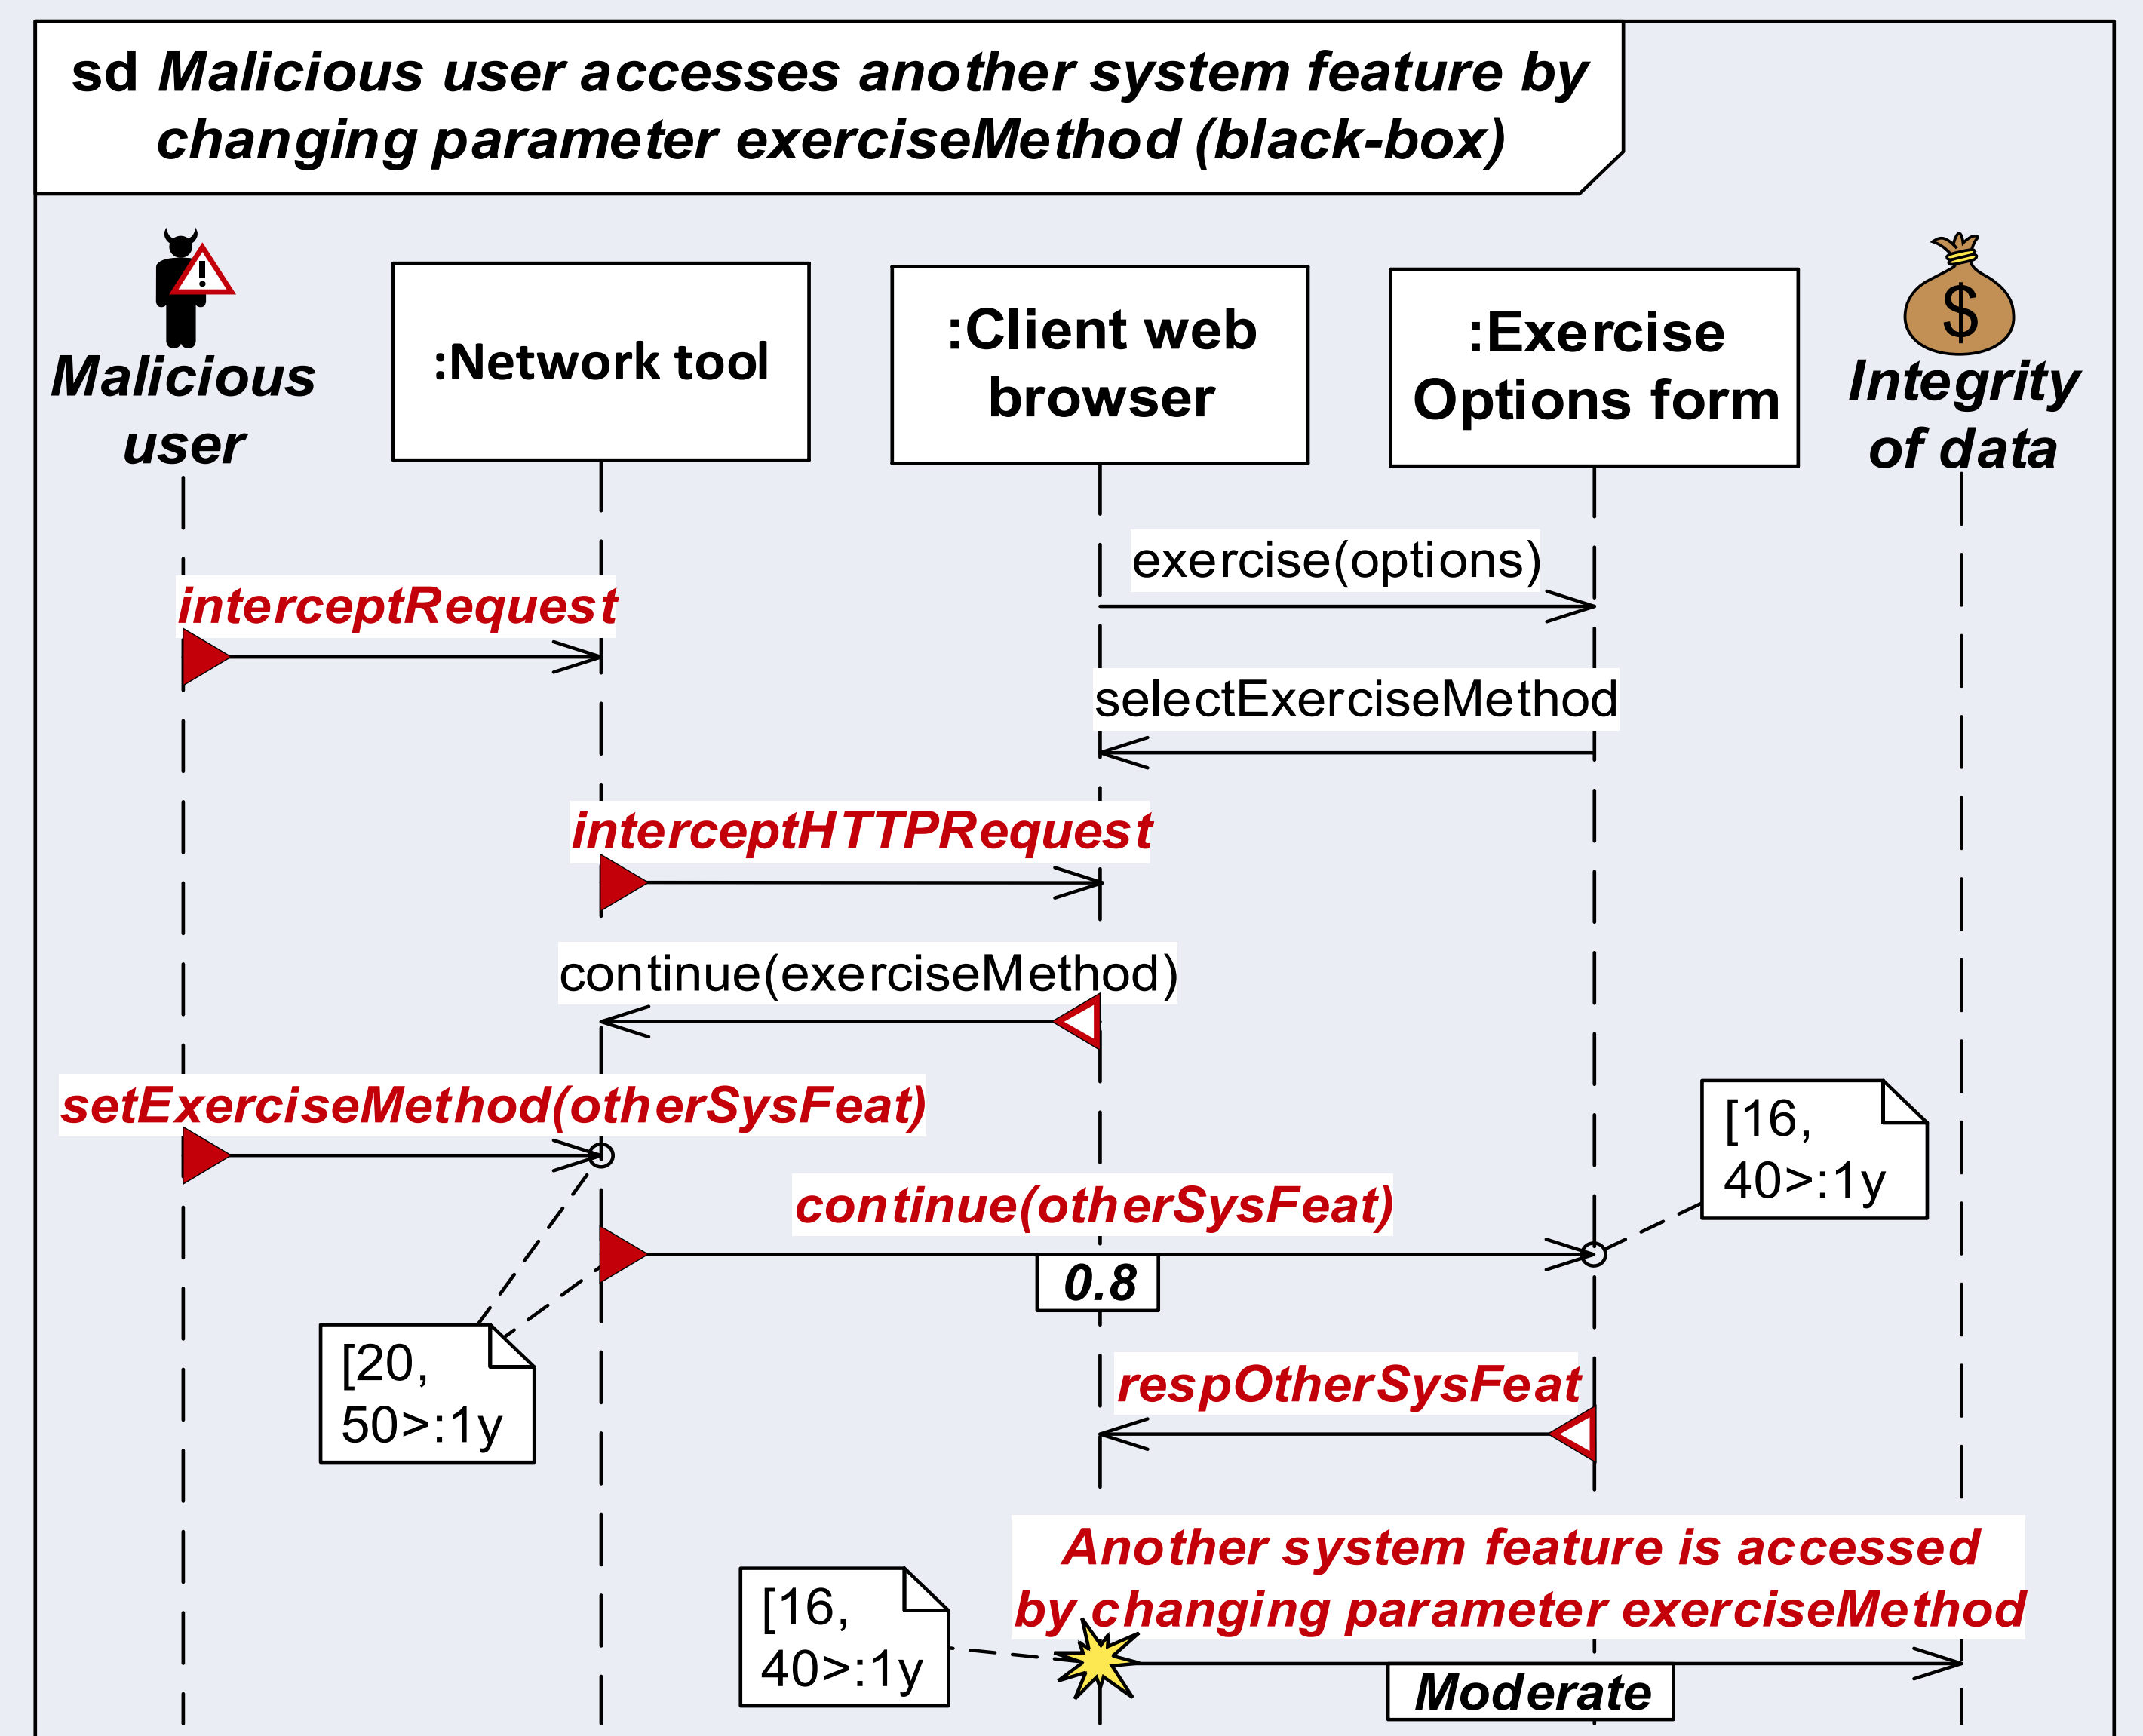 sd Malicious user accesses another system feature by
changing parameter exerciseMethod (black-box)
Malicious
user
:Network tool
:Client web
browser
:Exercise
Options form
$
Integrity
of data
exercise(options)
interceptRequest
selectExerciseMethod
interceptHTTPRequest
continue(exerciseMethod)
setExerciseMethod(otherSysFeat)
[16,
40>:1y
continue(otherSysFeat)
0.8
[20,
50>:1y
respOtherSysFeat
Another system feature is accessed
by changing parameter exerciseMethod
[16,
40>:1y
Moderate